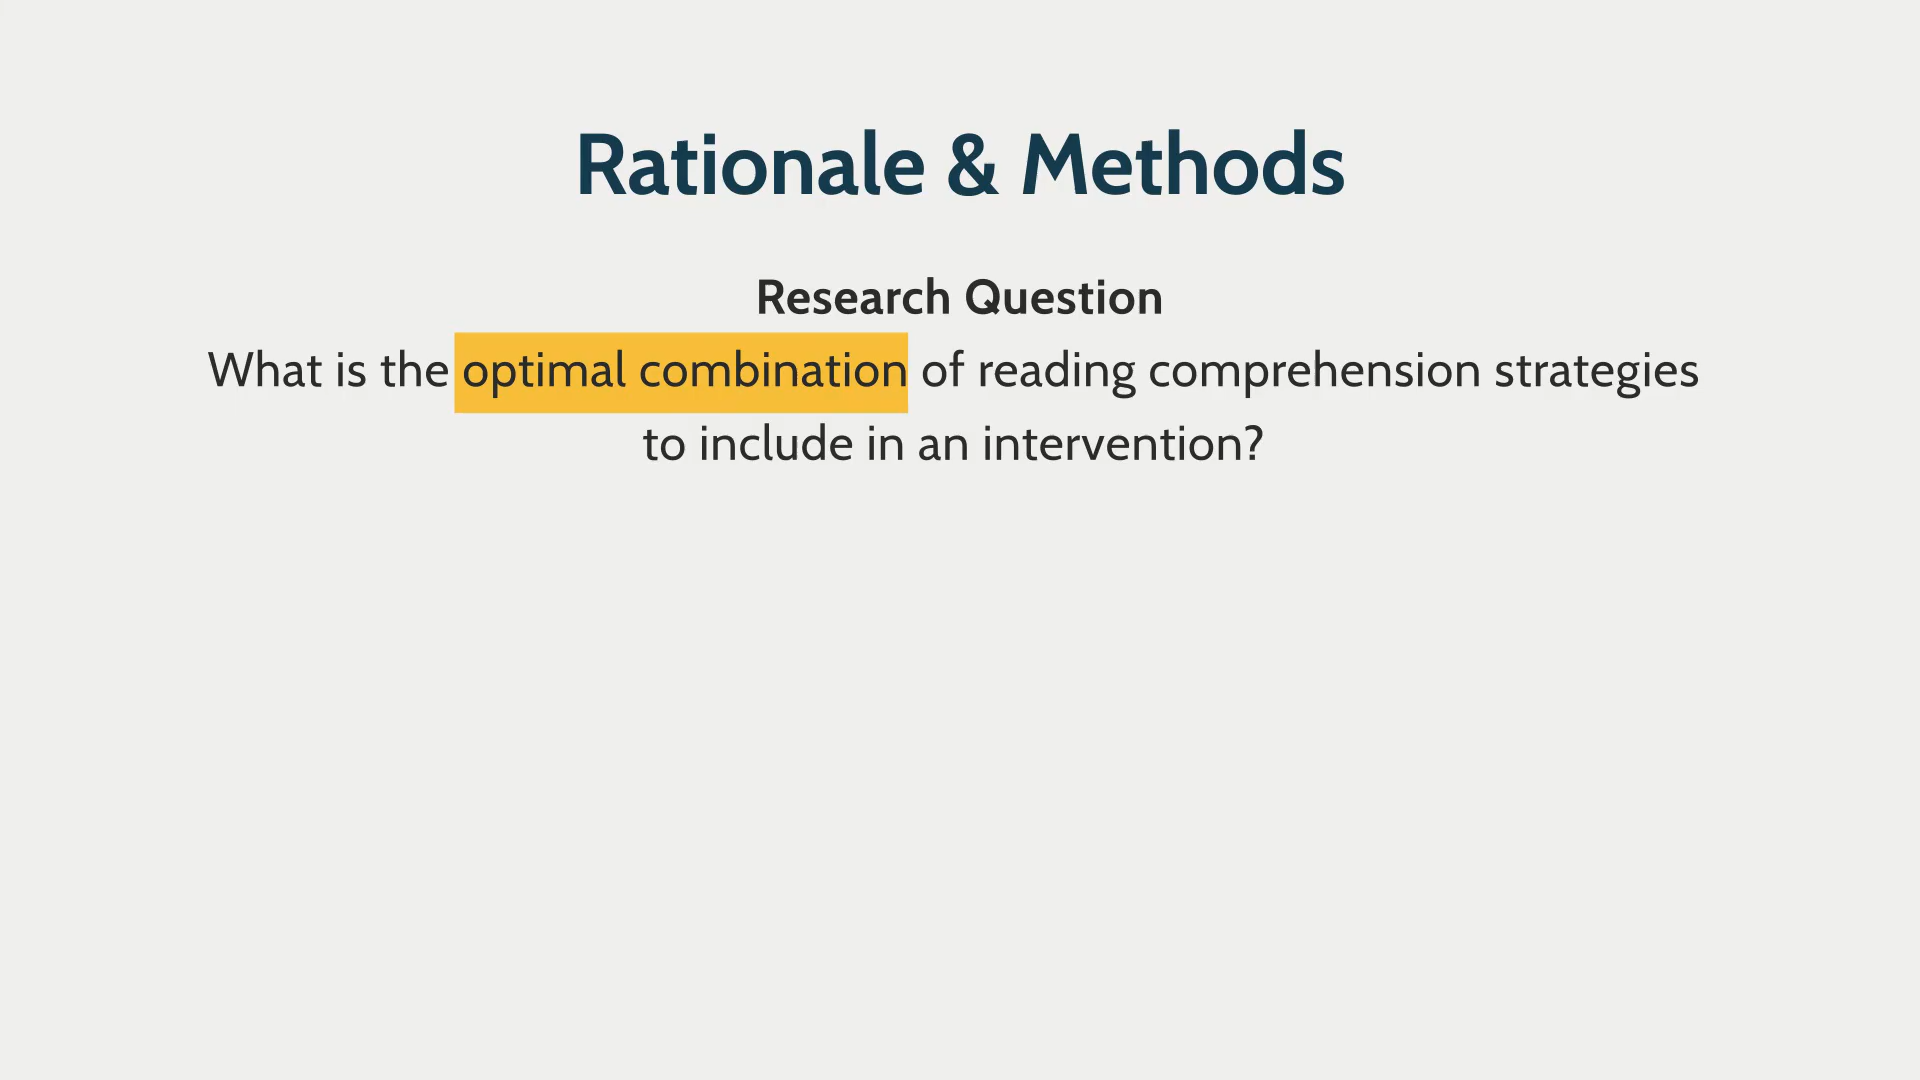 Rationale & Methods
Research Question
What is the optimal combination of reading comprehension strategies
to include in an intervention?